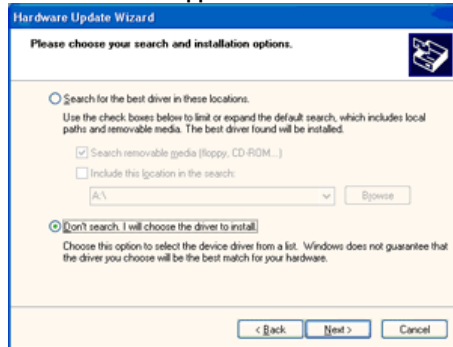 Hardware Update Wizard
Please choose your search and installation options.
Search for the best driver in these locations.
Use the check boxes below to limit or expand the default search, which includes local
paths and removable media. The best driver found will be installed.
Search removable media (floppy, CD-ROM...)
Include this location in the search:
A:\
Browse
Don't search. I will choose the driver to install.
Choose this option to select the device driver from a list. Windows does not guarantee that
the driver you choose will be the best match for your hardware.
< Back Next > Cancel